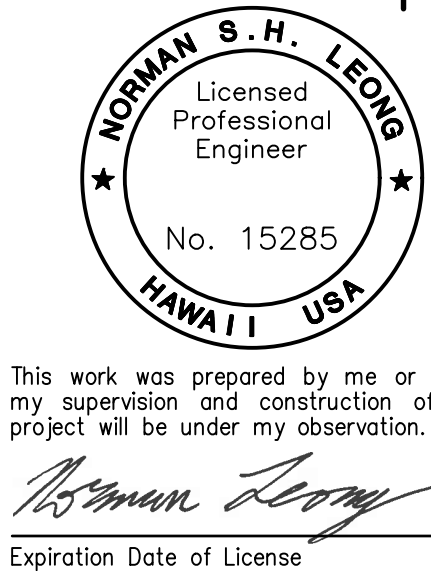 NORMAN S.H. LEONG
Licensed
Professional
Engineer
No. 15285
HAWAII USA
This work was prepared by me or
my supervision and construction of
project will be under my observation.
Norman Leong
Expiration Date of License